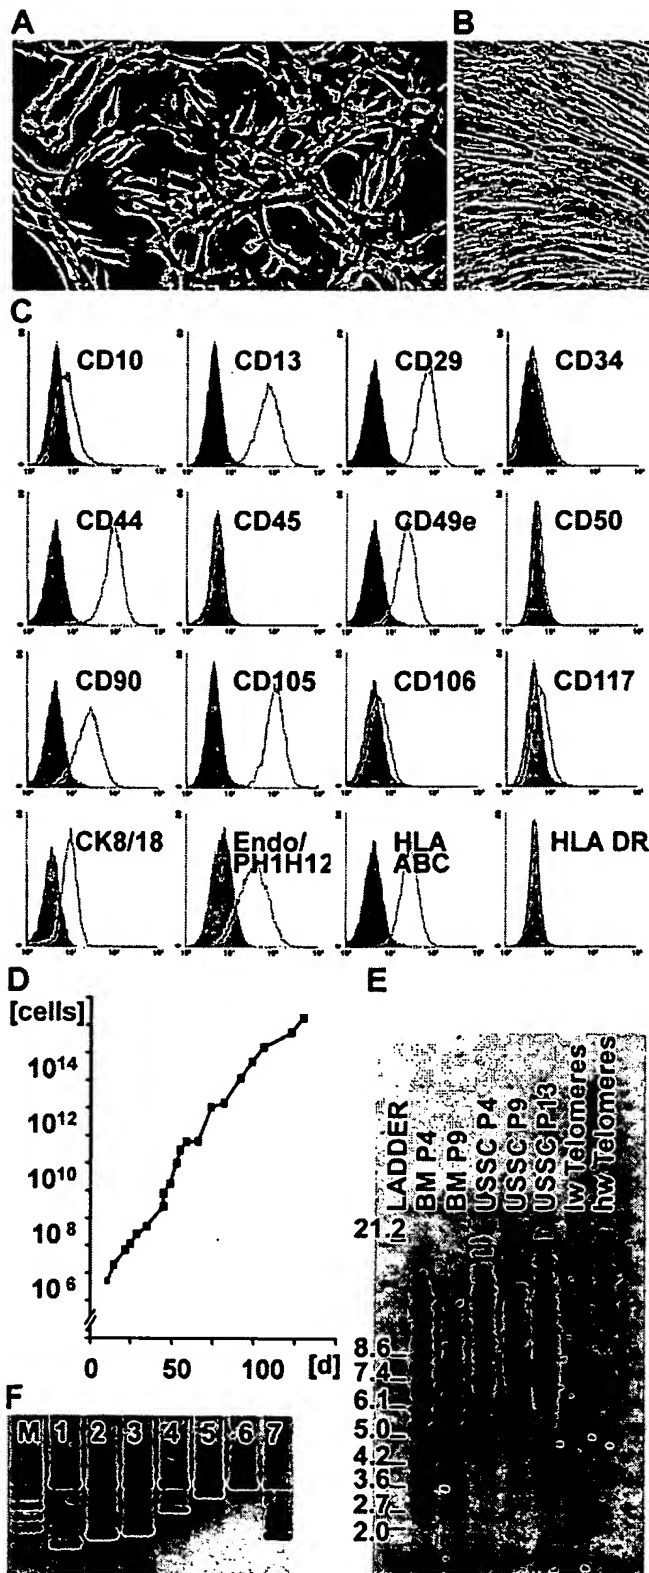 A B
C
CD10 CD13 CD29 CD34
CD44 CD45 CD49e CD50
CD90 CD105 CD106 CD117
CK8/18 Endo/ PH1H12 HLA ABC HLA DR
D
[cells]
10¹⁴
10¹²
10¹⁰
10⁸
10⁶
0 50 100 [d]
E
LADDER
BM P4
BM P9
USSC P4
USSC P9
USSC P13
lw Telomeres
hw Telomeres
21.2
8.6
7.4
6.1
5.0
4.2
3.6
2.7
2.0
F
M 1 2 3 4 5 6 7